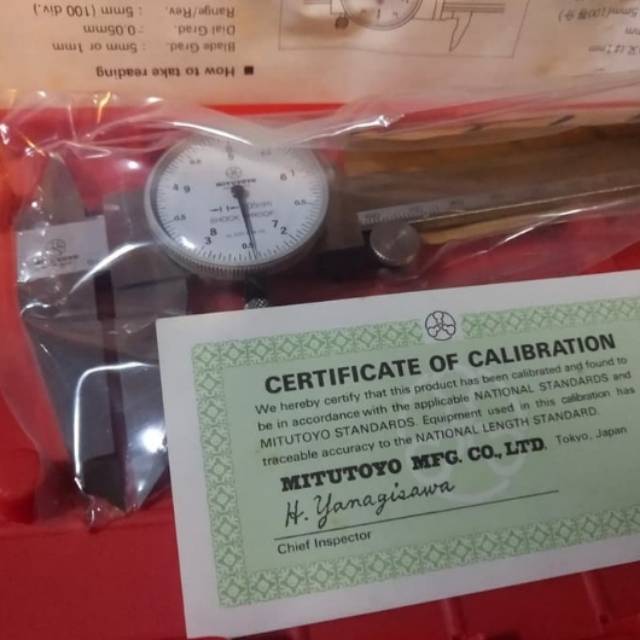 ■ How to take reading
Blade Grad. : 5mm or 1mm
Dial Grad. : 0.05mm
Range/Rev. : 5mm (100 div.)
MITUTOYO
SHOCK PROOF
MITUTOYO
CERTIFICATE OF CALIBRATION
We hereby certify that this product has been calibrated and found to
be in accordance with the applicable NATIONAL STANDARDS and
MITUTOYO STANDARDS. Equipment used in this calibration has
traceable accuracy to the NATIONAL LENGTH STANDARD.
MITUTOYO MFG. CO., LTD. Tokyo, Japan
H. Yanagisawa
Chief Inspector